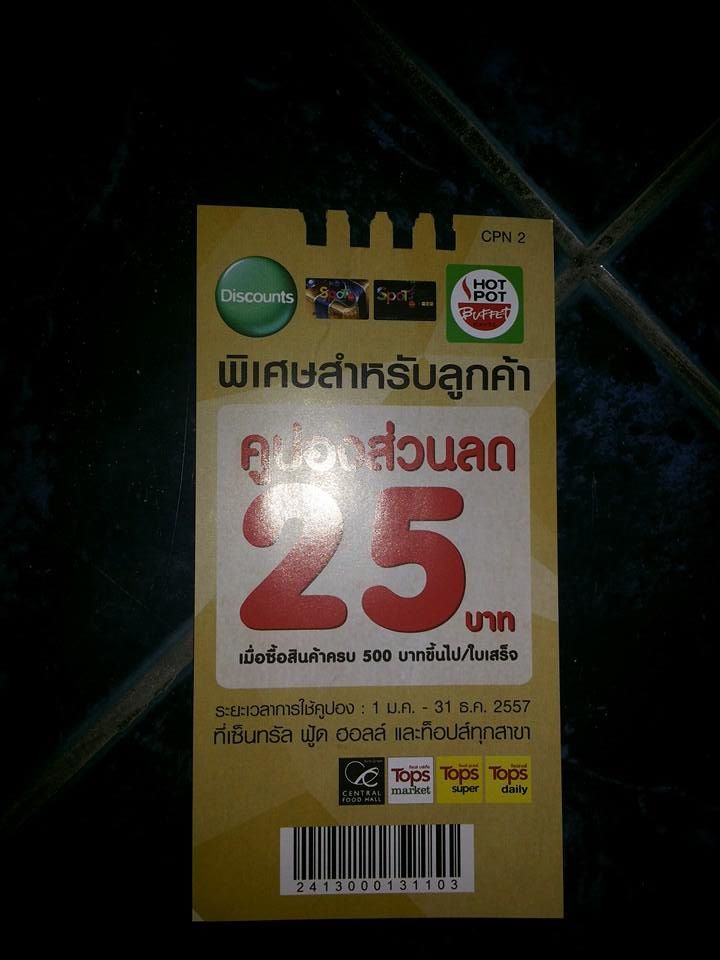 CPN 2
Discounts
Spot
HOT
POT
BUFFET
พิเศษสำหรับลูกค้า
คูปองส่วนลด
25
บาท
เมื่อซื้อสินค้าครบ 500 บาทขึ้นไป/ใบเสร็จ
ระยะเวลาการใช้คูปอง : 1 ม.ค. - 31 ธ.ค. 2557
ที่เซ็นทรัล ฟู้ด ฮอลล์ และท็อปส์ทุกสาขา
CENTRAL
FOOD HALL
Tops
market
Tops
super
Tops
daily
2413000131103